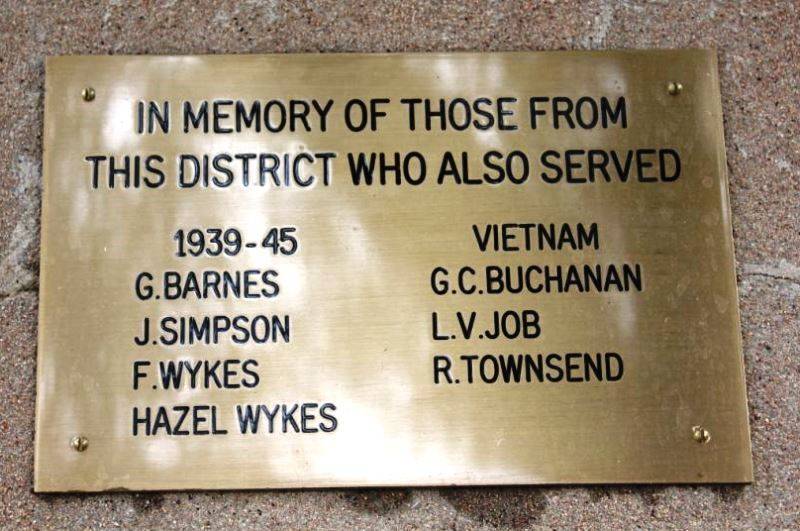 IN MEMORY OF THOSE FROM
THIS DISTRICT WHO ALSO SERVED
1939-45
G.BARNES
J.SIMPSON
F.WYKES
HAZEL WYKES
VIETNAM
G.C.BUCHANAN
L.V.JOB
R.TOWNSEND